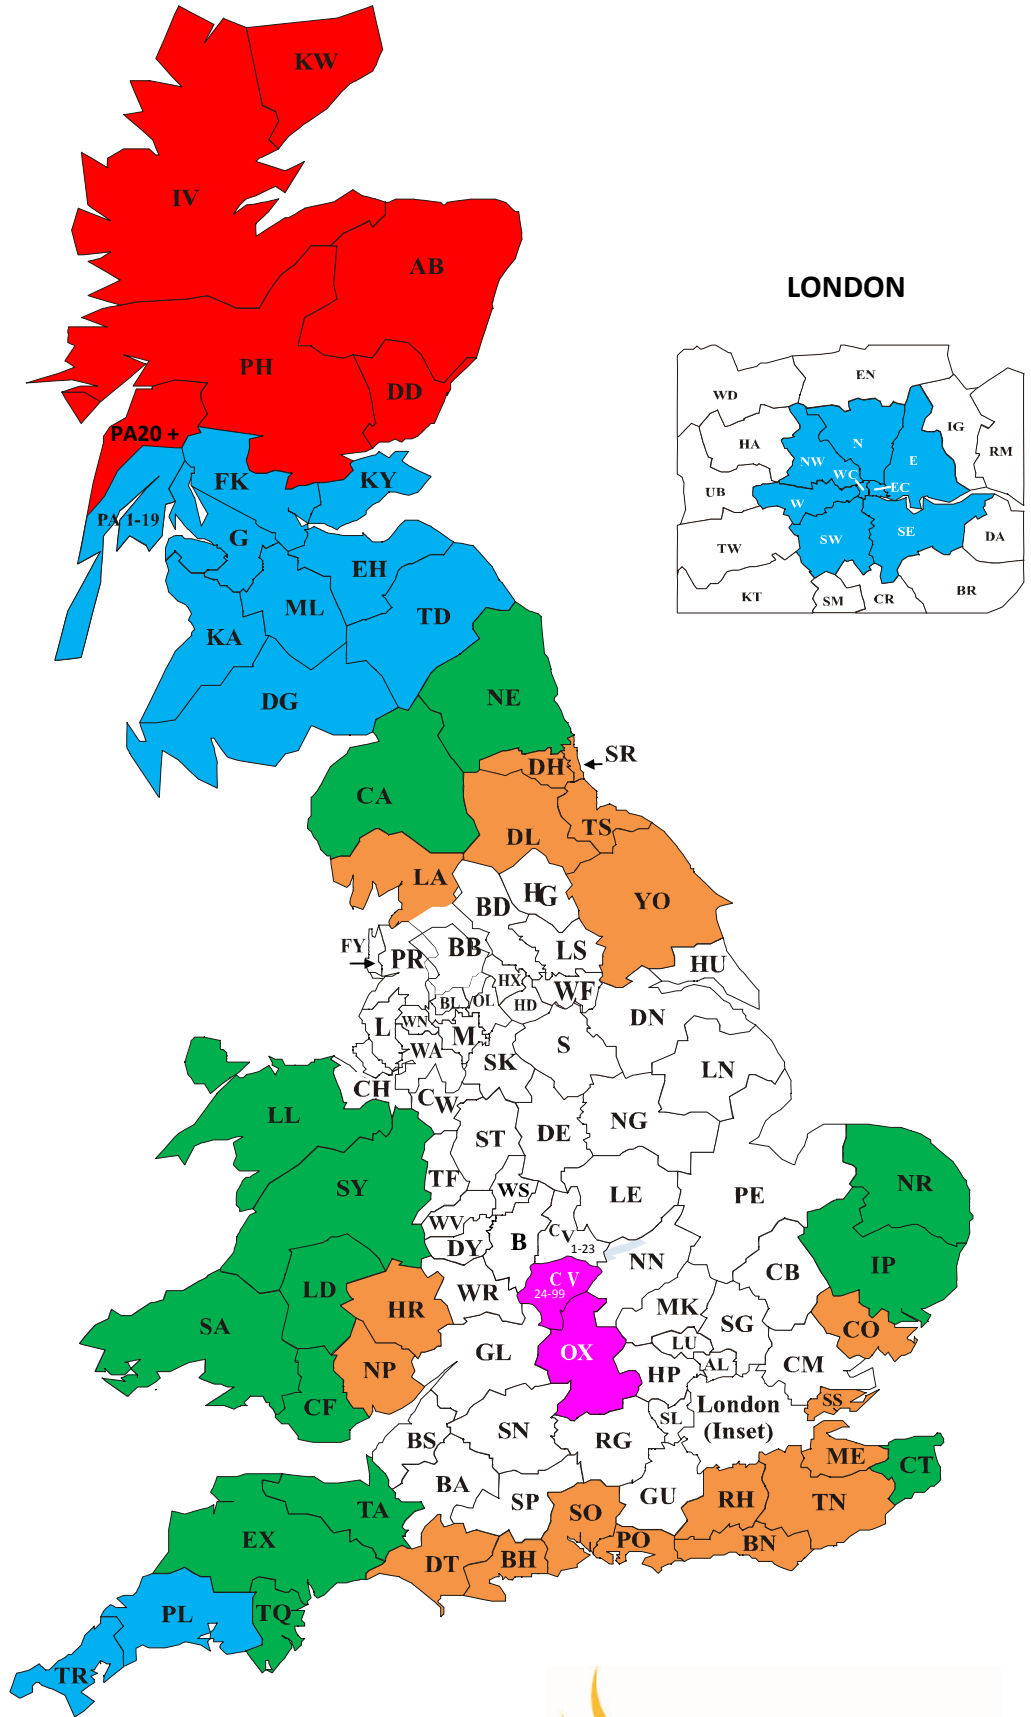 KW
IV
AB
LONDON
PH
DD
PA20 +
FK
KY
PA 1-19
G
EH
ML
TD
KA
DG
EN
WD
IG
HA
N
RM
NW
E
WC
EC
UB
W
SW
SE
DA
TW
KT
SM
CR
BR
NE
SR
DH
CA
TS
DL
LA
HG
YO
BD
FY
PR
BB
LS
HU
HX
WF
BL
OL
HD
DN
L
WN
M
S
WA
SK
LN
CH
CW
LL
NG
ST
DE
TF
SY
WS
LE
PE
NR
WV
B
CV
1-23
DY
NN
IP
CB
LD
WR
CV
24-99
HR
MK
SG
SA
CO
LU
GL
OX
AL
CM
NP
HP
London
(Inset)
SS
CF
SL
SN
BS
RG
ME
CT
BA
GU
RH
TN
SP
TA
SO
EX
PO
BN
DT
BH
PL
TQ
TR